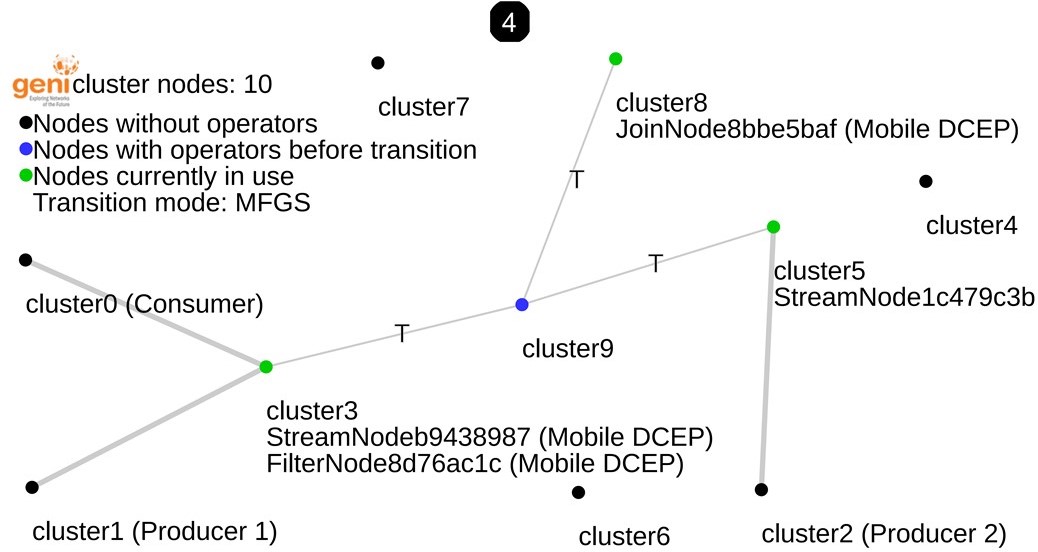 4
geni
Exploring Networks
of the Future
cluster nodes: 10
Nodes without operators
Nodes with operators before transition
Nodes currently in use
Transition mode: MFGS
cluster7
cluster8
JoinNode8bbe5baf (Mobile DCEP)
T
cluster4
cluster0 (Consumer)
T
cluster5
StreamNode1c479c3b
T
cluster9
cluster3
StreamNodeb9438987 (Mobile DCEP)
FilterNode8d76ac1c (Mobile DCEP)
cluster1 (Producer 1)
cluster6
cluster2 (Producer 2)